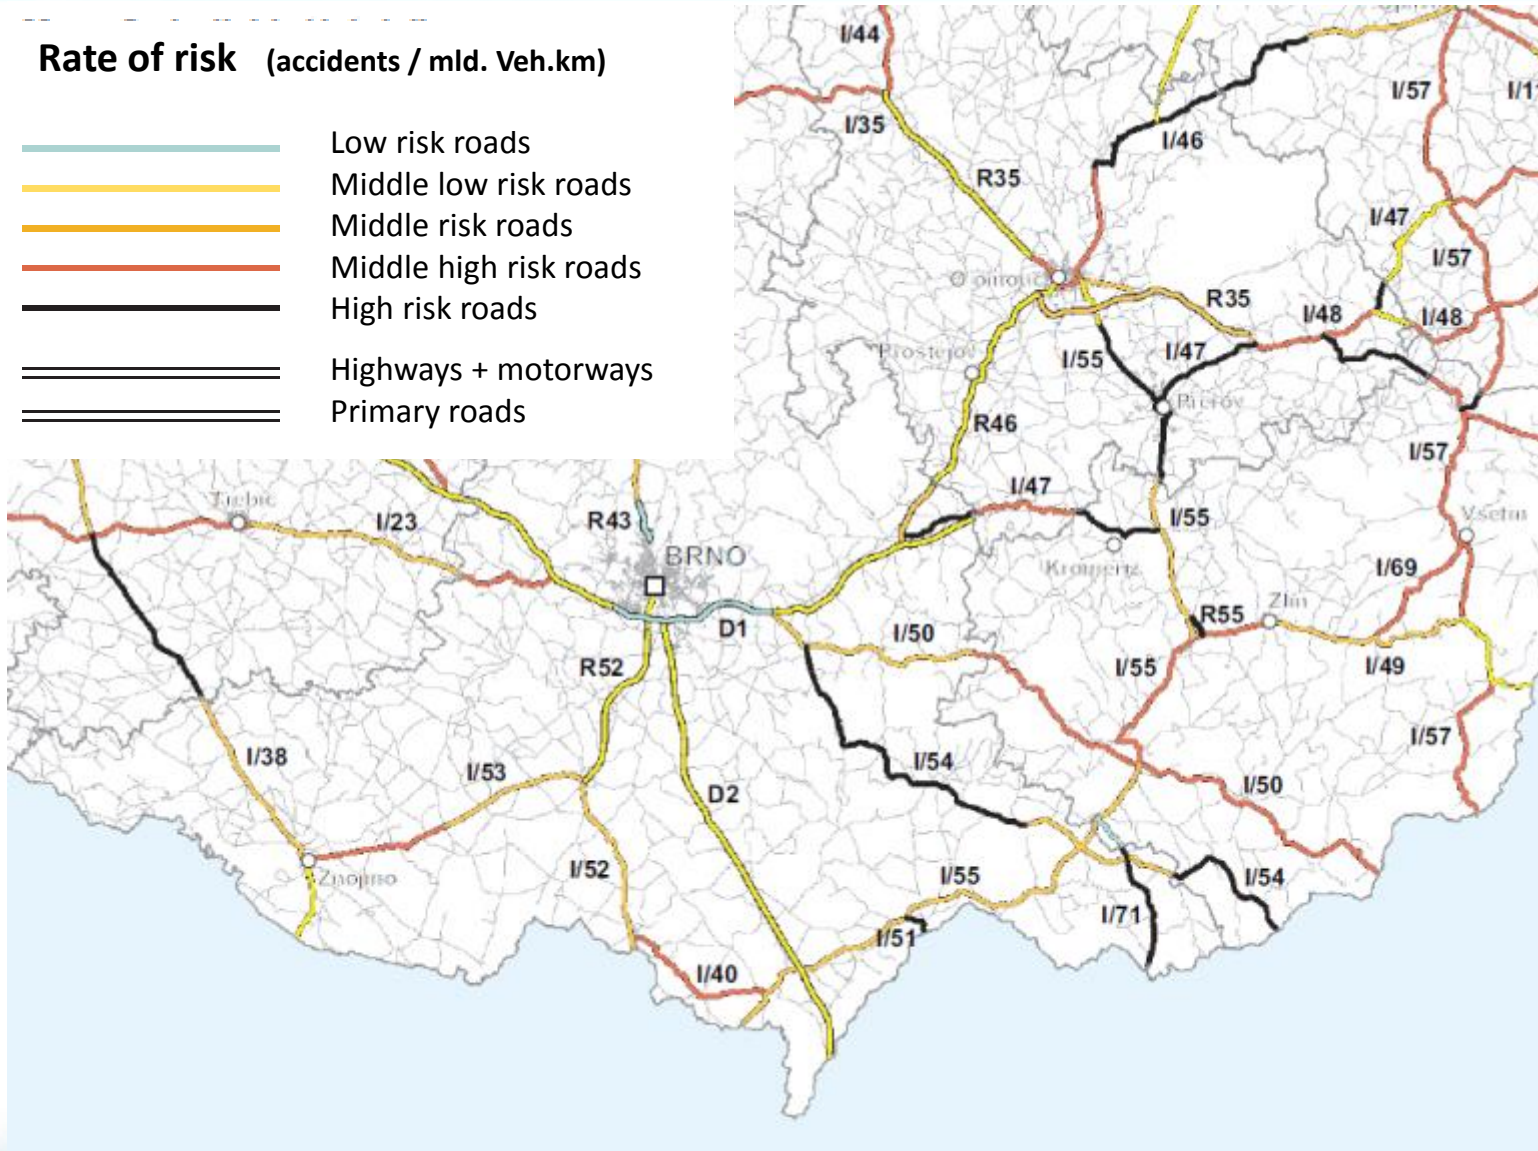 Rate of risk (accidents / mld. Veh.km)
Low risk roads
Middle low risk roads
Middle risk roads
Middle high risk roads
High risk roads
Highways + motorways
Primary roads
I/44
I/35
R35
I/46
I/57
I/47
I/57
R35
I/48
I/48
I/55
I/47
Prostejov
R46
I/57
I/47
I/55
I/23
R43
BRNO
I/69
Zlín
R55
D1
I/50
I/55
I/49
R52
I/57
I/38
I/53
I/54
I/50
D2
I/52
Znojmo
I/55
I/54
I/71
I/51
I/40